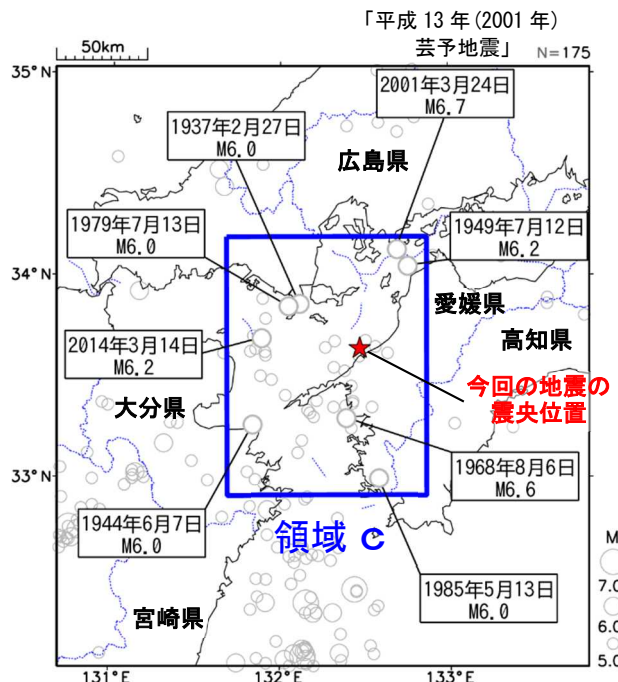 「平成 13 年(2001 年)
芸予地震」
50km
N=175
35°N
2001年3月24日
M6.7
1937年2月27日
M6.0
広島県
1979年7月13日
M6.0
1949年7月12日
M6.2
34°N
愛媛県
2014年3月14日
M6.2
高知県
大分県
今回の地震の
震央位置
33°N
1968年8月6日
M6.6
1944年6月7日
M6.0
領域 c
1985年5月13日
M6.0
宮崎県
M
7.0
6.0
5.0
131°E
132°E
133°E